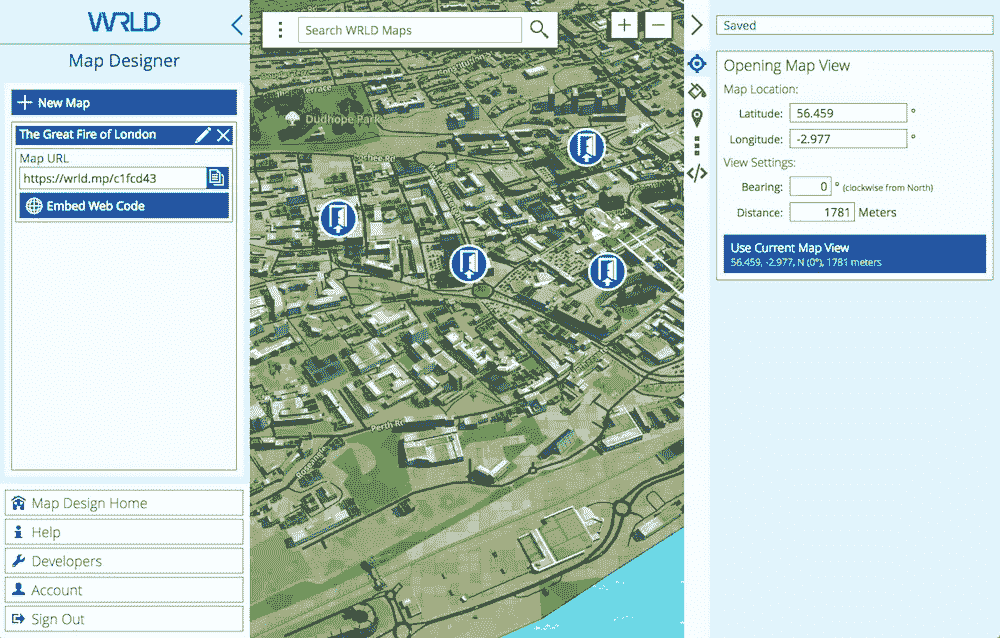 WRLD
Map Designer
New Map
The Great Fire of London
Map URL
https://wrld.mp/c1fcd43
Embed Web Code
Map Design Home
Help
Developers
Account
Sign Out
Search WRLD Maps
Terrace
Dudhope Park
Perth Rd
Saved
Opening Map View
Map Location:
Latitude: 56.459 °
Longitude: -2.977 °
View Settings:
Bearing: 0 ° (clockwise from North)
Distance: 1781 Meters
Use Current Map View
56.459, -2.977, N (0°), 1781 meters